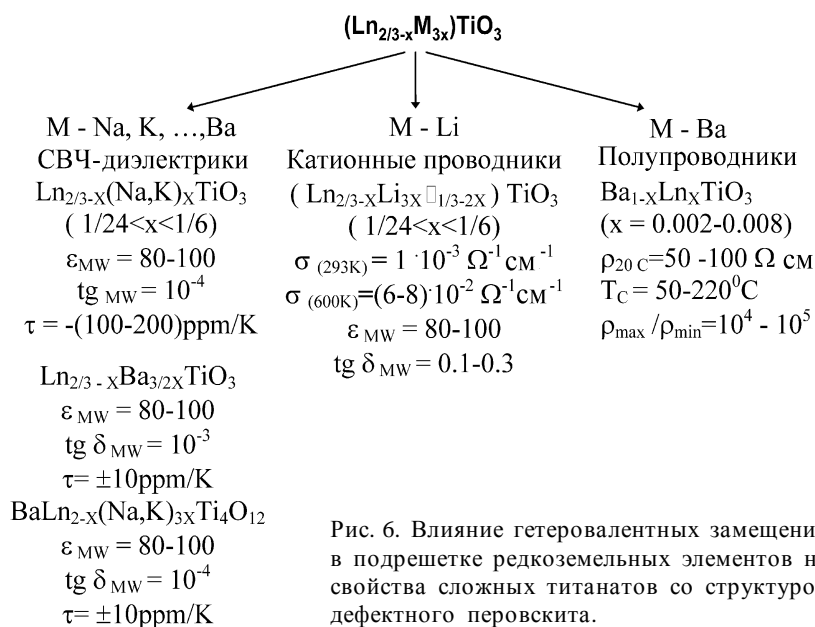 (Ln2/3-xM3x)TiO3
M - Na, K, ...,Ba
СВЧ-диэлектрики
Ln2/3-X(Na,K)XTiO3
( 1/24<x<1/6)
εMW = 80-100
tg MW = 10-4
τ = -(100-200)ppm/K
Ln2/3 - XBa3/2XTiO3
ε MW = 80-100
tg δ MW = 10-3
τ= ±10ppm/K
BaLn2-X(Na,K)3XTi4O12
ε MW = 80-100
tg δ MW = 10-4
τ= ±10ppm/K
M - Li
Катионные проводники
( Ln2/3-XLi3X□1/3-2X ) TiO3
( 1/24<x<1/6)
σ (293K) = 1 ·10-3 Ω-1см-1
σ (600K)=(6-8)·10-2 Ω-1см-1
ε MW = 80-100
tg δ MW = 0.1-0.3
M - Ba
Полупроводники
Ba1-XLnXTiO3
(x = 0.002-0.008)
ρ20 C=50 -100 Ω см
TC = 50-220⁰C
ρmax /ρmin=10⁴ - 10⁵
Рис. 6. Влияние гетеровалентных замещени
в подрешетке редкоземельных элементов н
свойства сложных титанатов со структуро
дефектного перовскита.